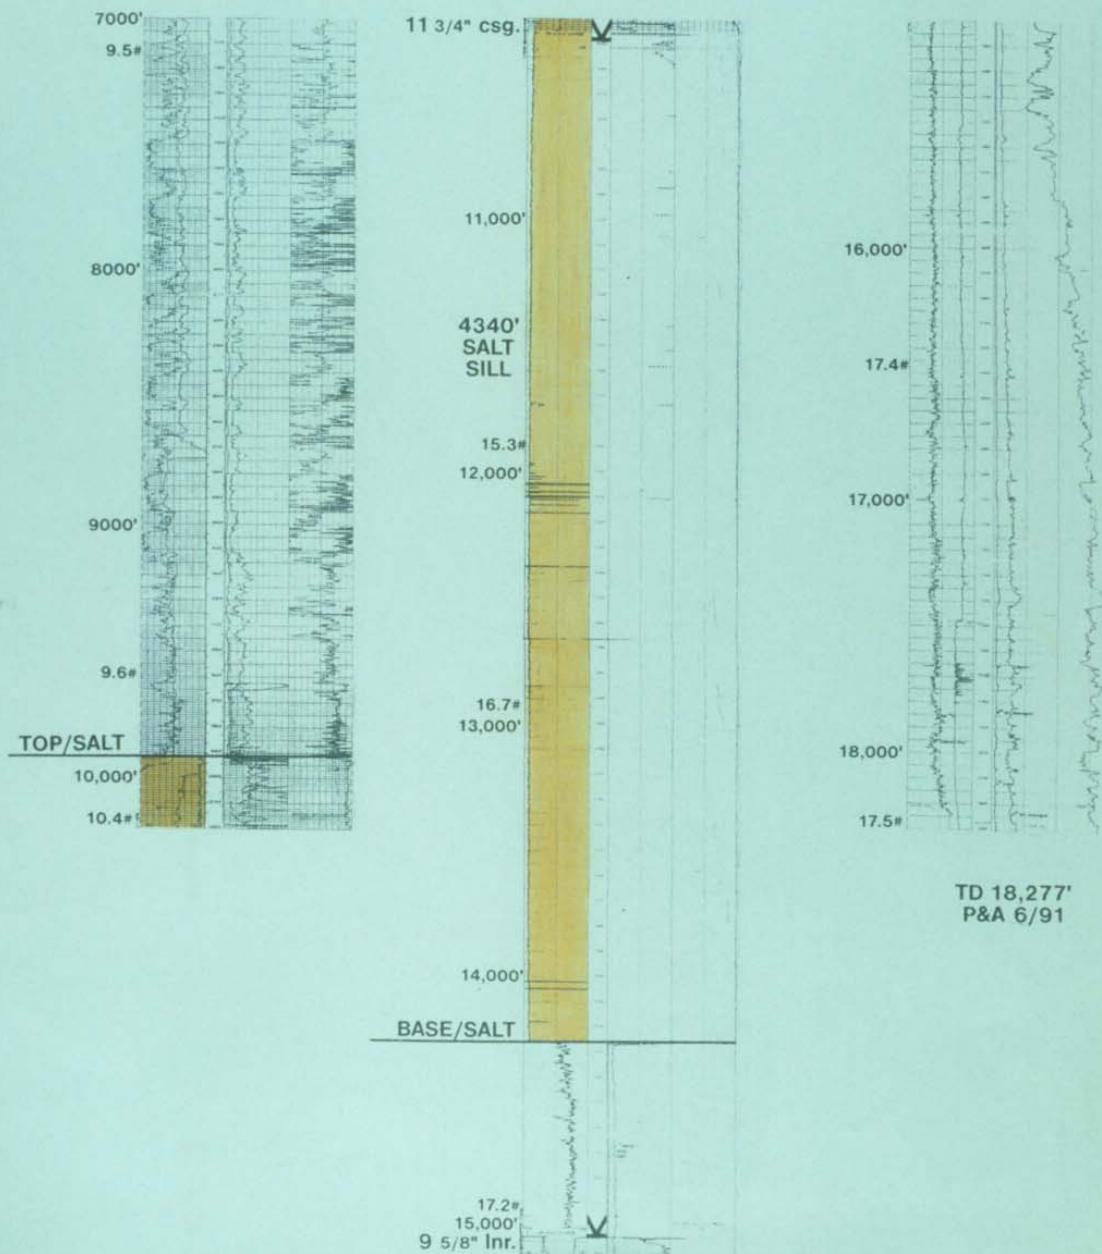 7000'
9.5#
8000'
9000'
9.6#
TOP/SALT
10,000'
10.4#
11 3/4" csg.
11,000'
4340'
SALT
SILL
15.3#
12,000'
16.7#
13,000'
14,000'
BASE/SALT
17.2#
15,000'
9 5/8" lnr.
16,000'
17.4#
17,000'
18,000'
17.5#
TD 18,277'
P&A 6/91